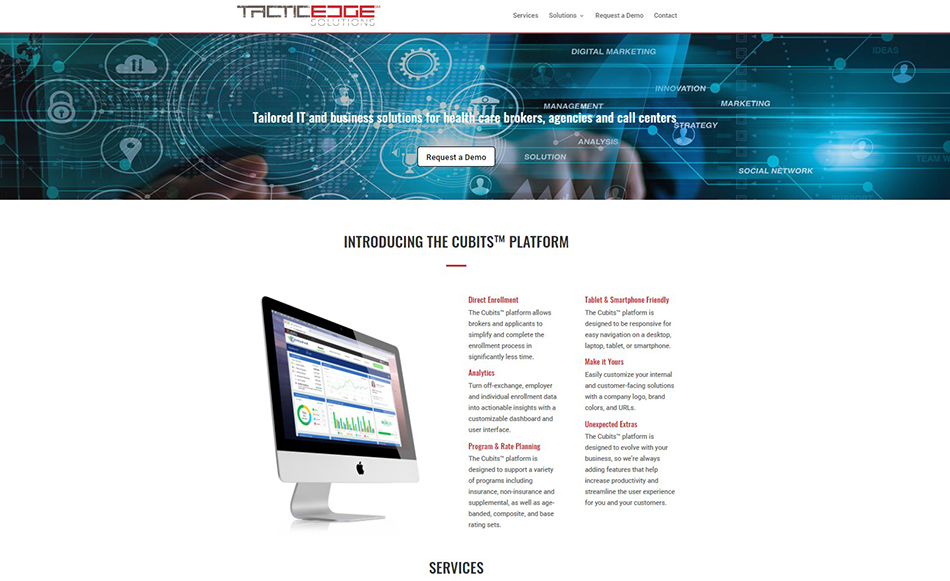 TACTICEDGE
SOLUTIONS
Services Solutions Request a Demo Contact
DIGITAL MARKETING
IDEAS
INNOVATION
MANAGEMENT
MARKETING
Tailored IT and business solutions for health care brokers, agencies and call centers
STRATEGY
ANALYSIS
Request a Demo
SOLUTION
TEAM W
SOCIAL NETWORK
INTRODUCING THE CUBITS™ PLATFORM
Direct Enrollment
The Cubits™ platform allows
brokers and applicants to
simplify and complete the
enrollment process in
significantly less time.
Analytics
Turn off-exchange, employer
and individual enrollment data
into actionable insights with a
customizable dashboard and
user interface.
Program & Rate Planning
The Cubits™ platform is
designed to support a variety
of programs including
insurance, non-insurance and
supplemental, as well as age-
banded, composite, and base
rating sets.
Tablet & Smartphone Friendly
The Cubits™ platform is
designed to be responsive for
easy navigation on a desktop,
laptop, tablet, or smartphone.
Make it Yours
Easily customize your internal
and customer-facing solutions
with a company logo, brand
colors, and URLs.
Unexpected Extras
The Cubits™ platform is
designed to evolve with your
business, so we're always
adding features that help
increase productivity and
streamline the user experience
for you and your customers.
SERVICES